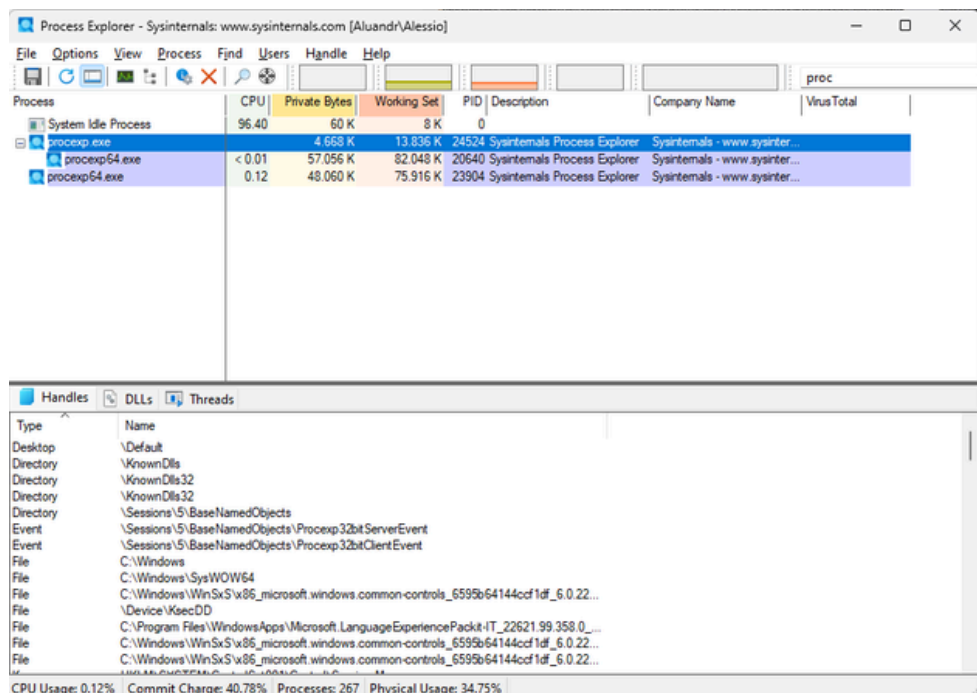 Process Explorer - Sysinternals: www.sysinternals.com [Aluandr\Alessio]
File Options View Process Find Users Handle Help
proc
Process CPU Private Bytes Working Set PID Description Company Name VirusTotal
System Idle Process 96.40 60 K 8 K 0
procexp.exe 4.668 K 13.836 K 24524 Sysinternals Process Explorer Sysinternals - www.sysinter...
procexp64.exe < 0.01 57.056 K 82.048 K 20640 Sysinternals Process Explorer Sysinternals - www.sysinter...
procexp64.exe 0.12 48.060 K 75.916 K 23904 Sysinternals Process Explorer Sysinternals - www.sysinter...
Handles DLLs Threads
Type Name
Desktop \Default
Directory \KnownDlls
Directory \KnownDlls32
Directory \KnownDlls32
Directory \Sessions\5\BaseNamedObjects
Event \Sessions\5\BaseNamedObjects\Procexp32bitServerEvent
Event \Sessions\5\BaseNamedObjects\Procexp32bitClientEvent
File C:\Windows
File C:\Windows\SysWOW64
File C:\Windows\WinSxS\x86_microsoft.windows.common-controls_6595b64144ccf1df_6.0.22...
File \Device\KsecDD
File C:\Program Files\WindowsApps\Microsoft.LanguageExperiencePackit-IT_22621.99.358.0_...
File C:\Windows\WinSxS\x86_microsoft.windows.common-controls_6595b64144ccf1df_6.0.22...
File C:\Windows\WinSxS\x86_microsoft.windows.common-controls_6595b64144ccf1df_6.0.22...
CPU Usage: 0.12% Commit Charge: 40.78% Processes: 267 Physical Usage: 34.75%